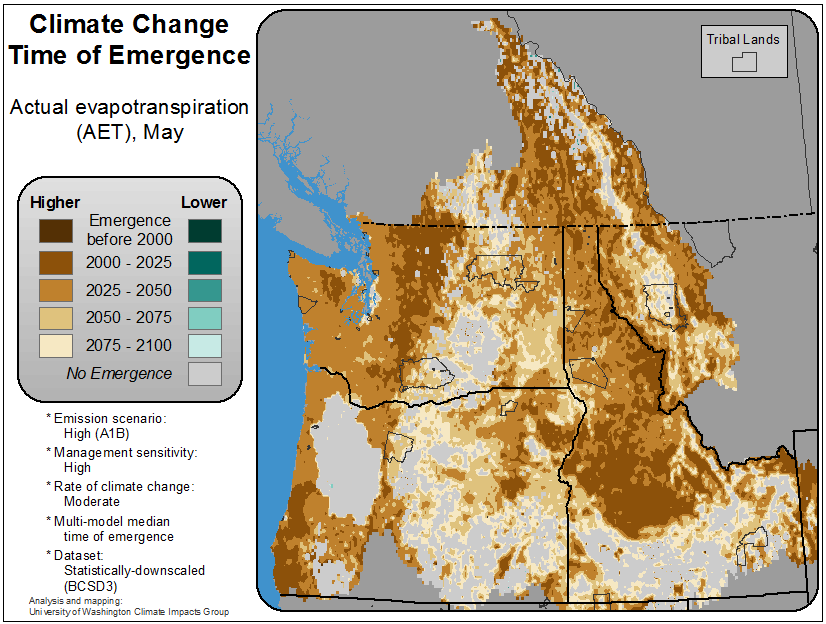 Climate Change
Time of Emergence
Actual evapotranspiration
(AET), May
Tribal Lands
Higher Lower
Emergence
before 2000
2000 - 2025
2025 - 2050
2050 - 2075
2075 - 2100
No Emergence
* Emission scenario:
High (A1B)
* Management sensitivity:
High
* Rate of climate change:
Moderate
* Multi-model median
time of emergence
* Dataset:
Statistically-downscaled
(BCSD3)
Analysis and mapping:
University of Washington Climate Impacts Group